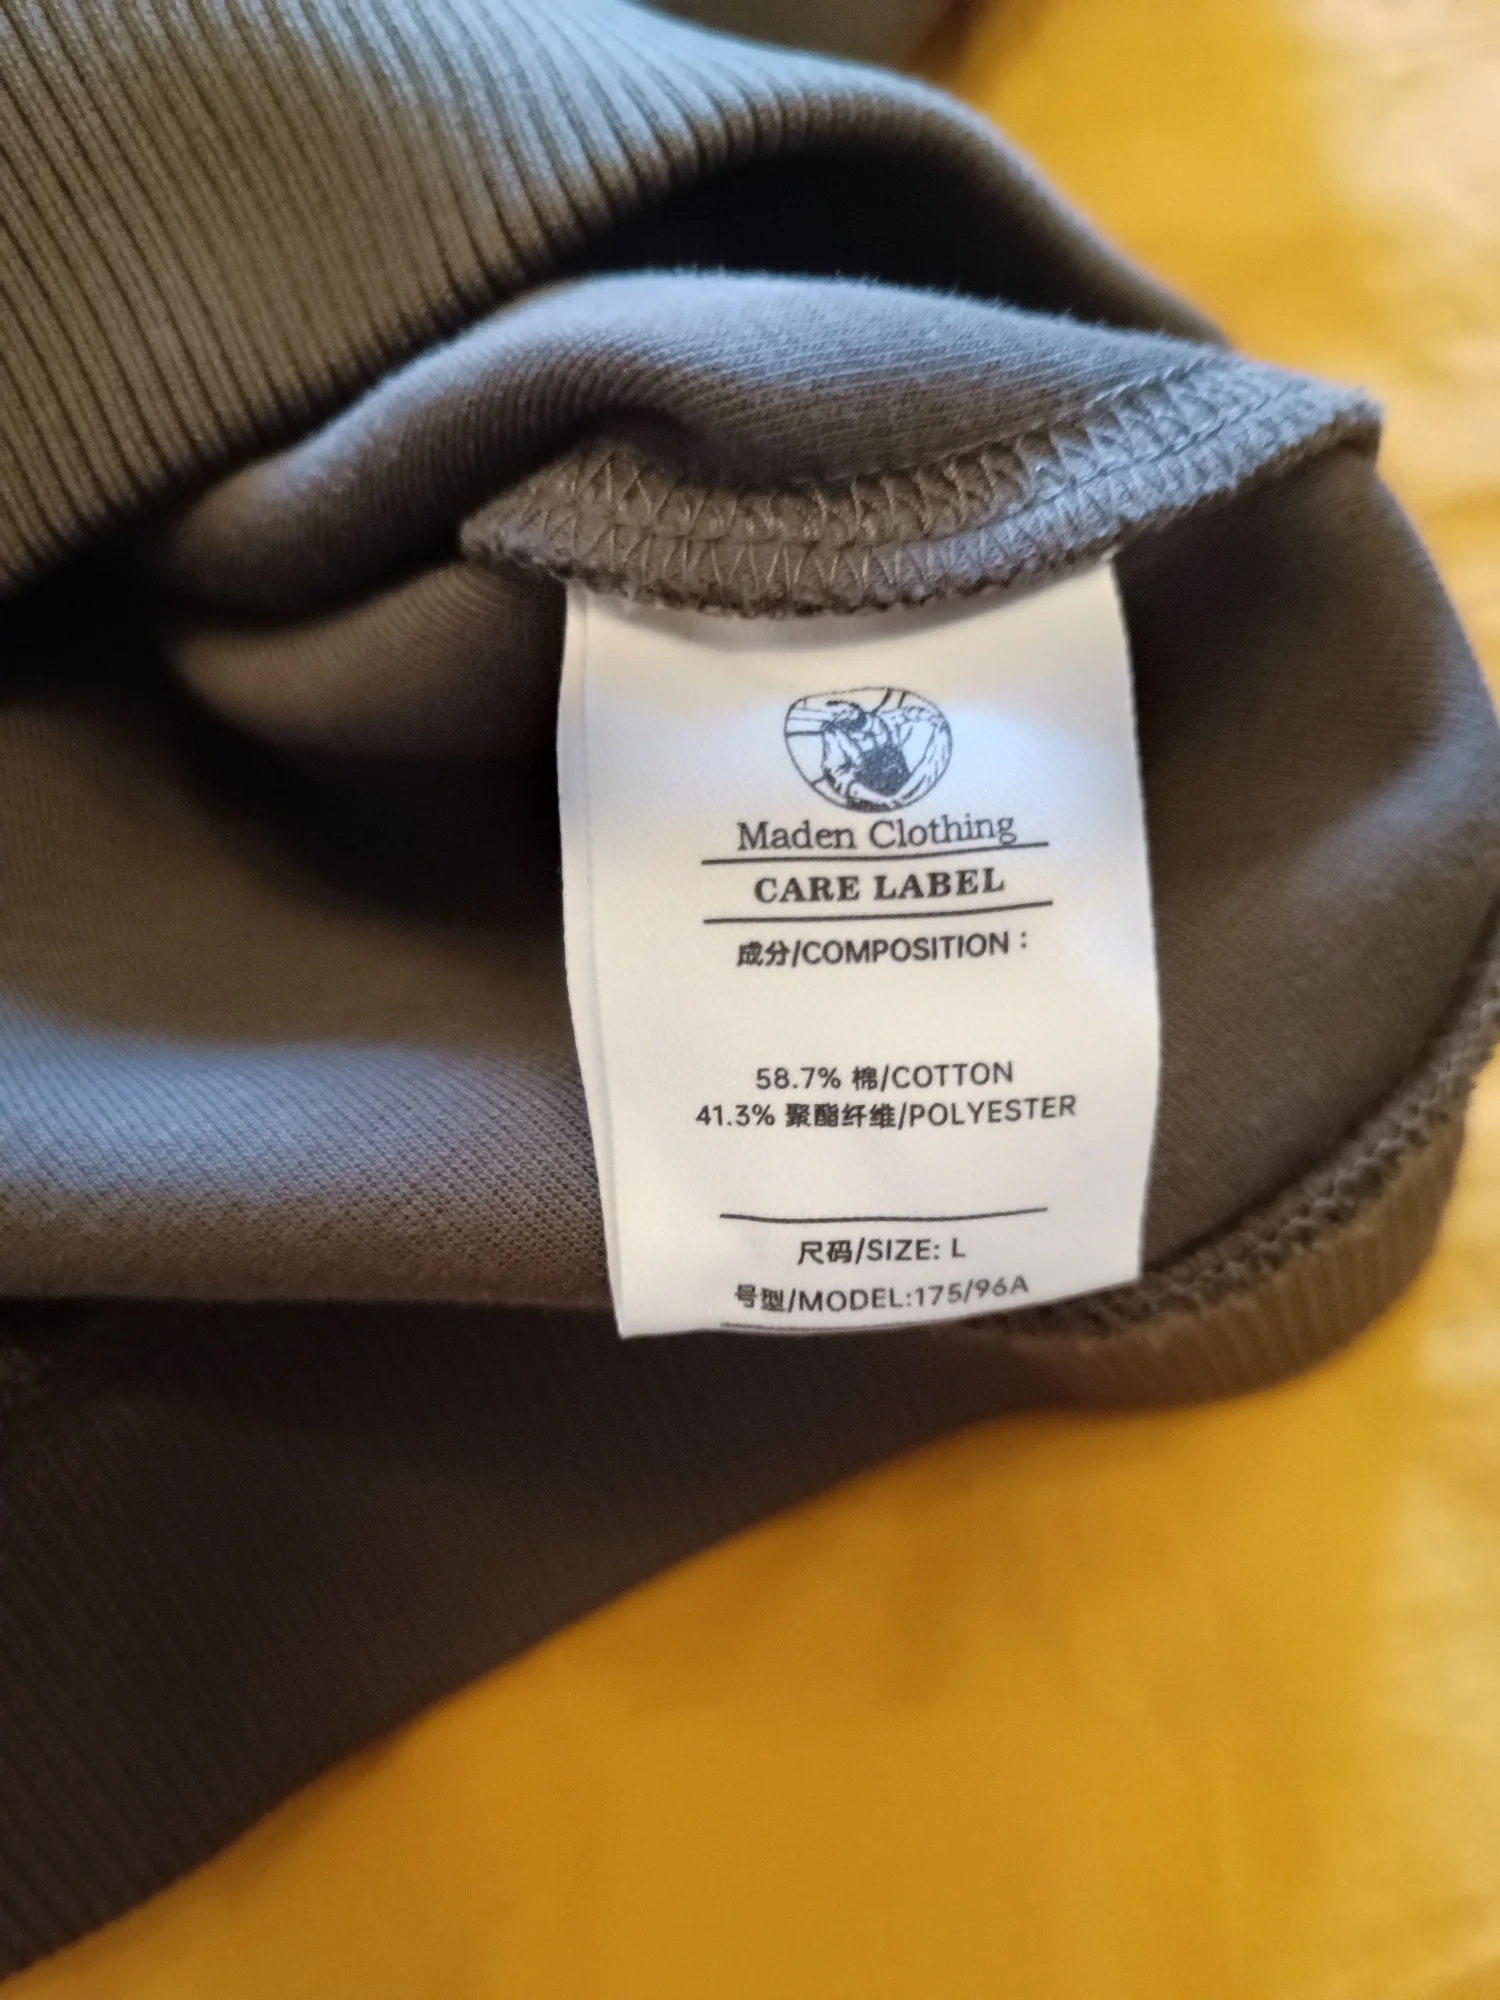 Maden Clothing
CARE LABEL
成分/COMPOSITION：
58.7% 棉/COTTON
41.3% 聚酯纤维/POLYESTER
尺码/SIZE: L
号型/MODEL:175/96A